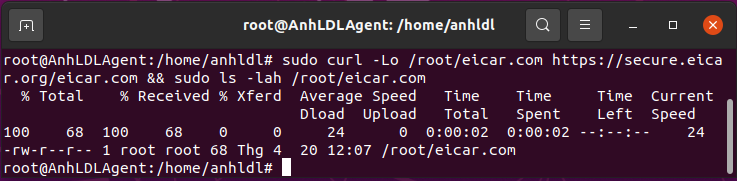 root@AnhLDLAgent: /home/anhldl
root@AnhLDLAgent:/home/anhldl# sudo curl -Lo /root/eicar.com https://secure.eica
r.org/eicar.com && sudo ls -lah /root/eicar.com
  % Total    % Received % Xferd  Average Speed   Time    Time     Time  Current
                                 Dload  Upload   Total   Spent    Left  Speed
100    68  100    68    0     0     24      0  0:00:02  0:00:02 --:--:--    24
-rw-r--r-- 1 root root 68 Thg 4  20 12:07 /root/eicar.com
root@AnhLDLAgent:/home/anhldl#